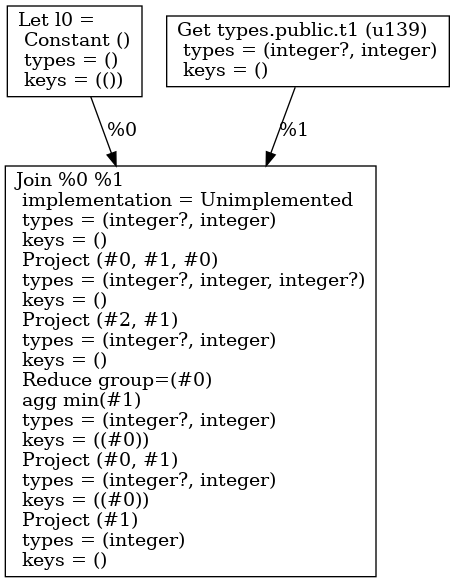 Let l0 =
Constant ()
types = ()
keys = (())
Get types.public.t1 (u139)
types = (integer?, integer)
keys = ()
%0
%1
Join %0 %1
implementation = Unimplemented
types = (integer?, integer)
keys = ()
Project (#0, #1, #0)
types = (integer?, integer, integer?)
keys = ()
Project (#2, #1)
types = (integer?, integer)
keys = ()
Reduce group=(#0)
agg min(#1)
types = (integer?, integer)
keys = ((#0))
Project (#0, #1)
types = (integer?, integer)
keys = ((#0))
Project (#1)
types = (integer)
keys = ()